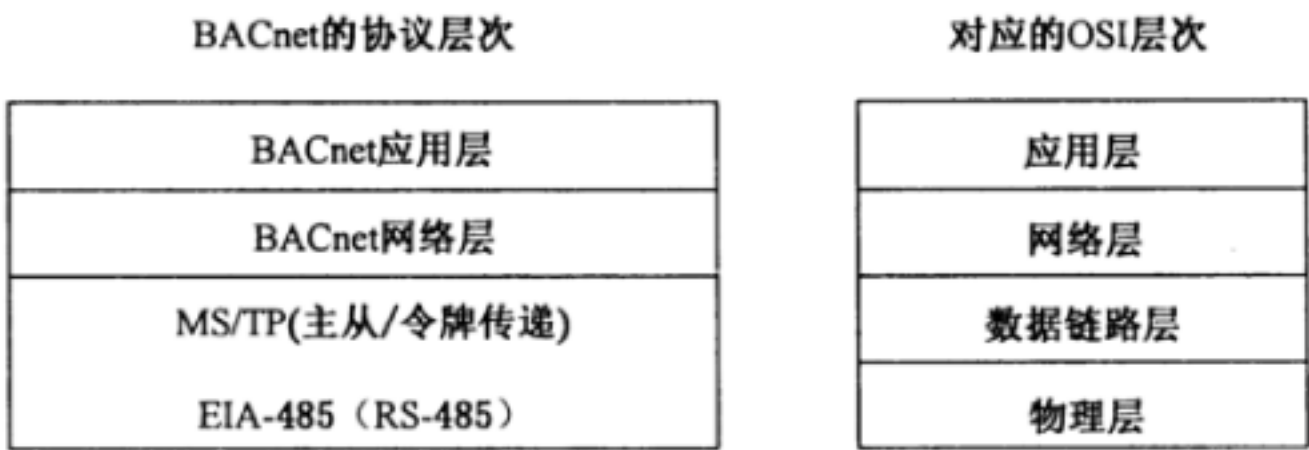 BACnet的协议层次
对应的OSI层次
BACnet应用层
应用层
BACnet网络层
网络层
MS/TP(主从/令牌传递)
数据链路层
EIA-485（RS-485）
物理层